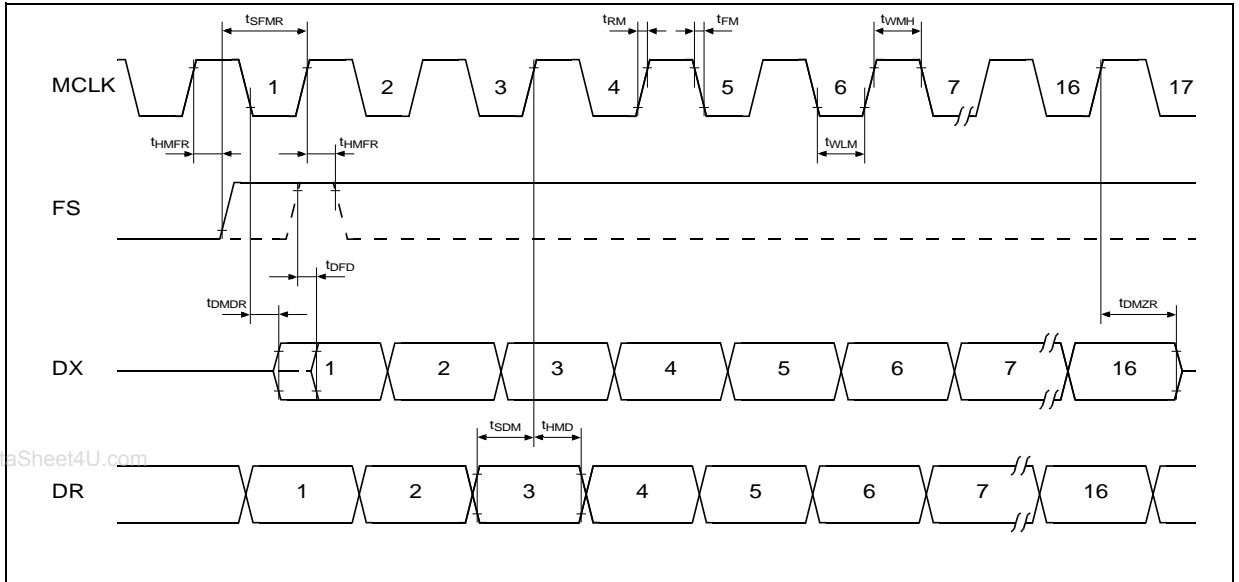 tSFMR tRM tFM tWMH
MCLK 1 2 3 4 5 6 7 16 17
tHMFR tHMFR tWLM
FS
tDFD
tDMDR tDMZR
DX 1 2 3 4 5 6 7 16
tSDM tHMD
taSheet4U.com
DR 1 2 3 4 5 6 7 16